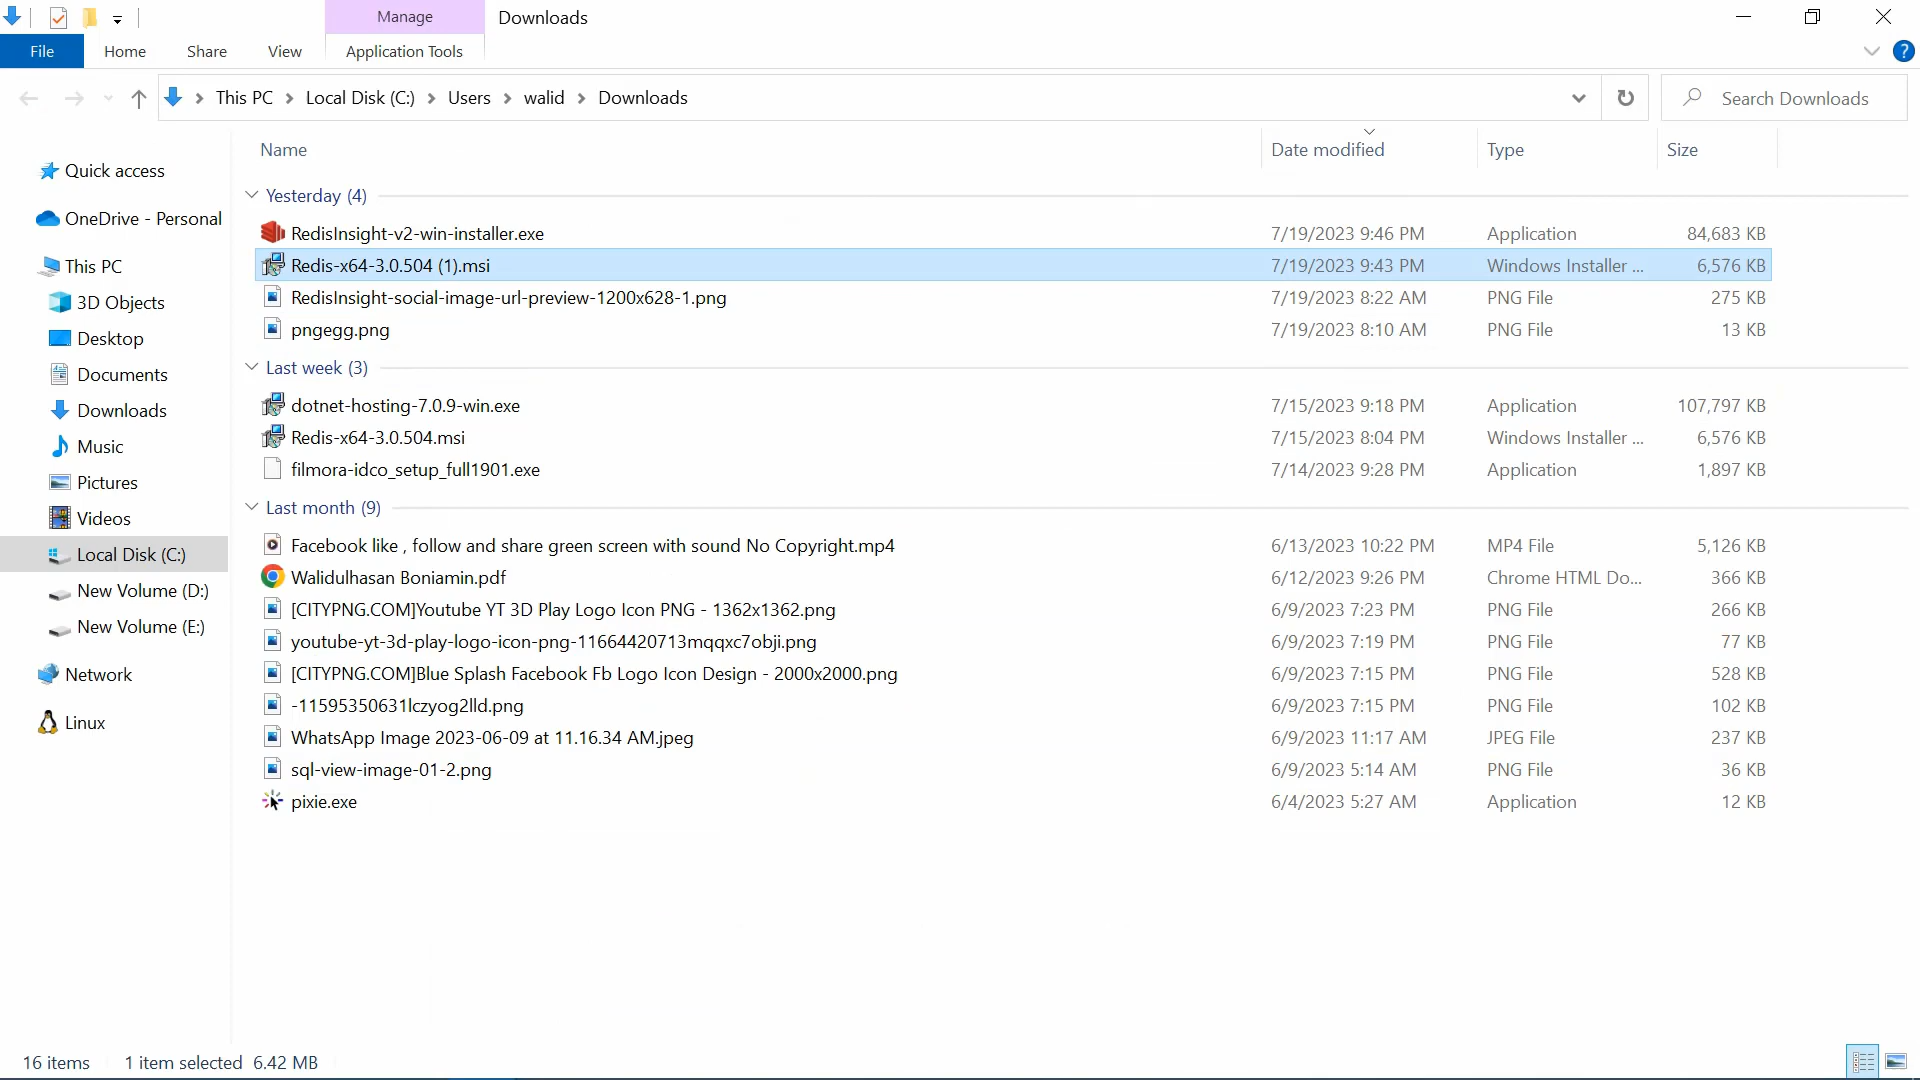 Manage
Downloads
File
Home
Share
View
Application Tools
?
This PC
Local Disk (C:)
Users
walid
Downloads
Search Downloads
Name
Date modified
Type
Size
Quick access
OneDrive - Personal
This PC
3D Objects
Desktop
Documents
Downloads
Music
Pictures
Videos
Local Disk (C:)
New Volume (D:)
New Volume (E:)
Network
Linux
Yesterday (4)
RedisInsight-v2-win-installer.exe 7/19/2023 9:46 PM Application 84,683 KB
Redis-x64-3.0.504 (1).msi 7/19/2023 9:43 PM Windows Installer ... 6,576 KB
RedisInsight-social-image-url-preview-1200x628-1.png 7/19/2023 8:22 AM PNG File 275 KB
pngegg.png 7/19/2023 8:10 AM PNG File 13 KB
Last week (3)
dotnet-hosting-7.0.9-win.exe 7/15/2023 9:18 PM Application 107,797 KB
Redis-x64-3.0.504.msi 7/15/2023 8:04 PM Windows Installer ... 6,576 KB
filmora-idco_setup_full1901.exe 7/14/2023 9:28 PM Application 1,897 KB
Last month (9)
Facebook like , follow and share green screen with sound No Copyright.mp4 6/13/2023 10:22 PM MP4 File 5,126 KB
Walidulhasan Boniamin.pdf 6/12/2023 9:26 PM Chrome HTML Do... 366 KB
[CITYPNG.COM]Youtube YT 3D Play Logo Icon PNG - 1362x1362.png 6/9/2023 7:23 PM PNG File 266 KB
youtube-yt-3d-play-logo-icon-png-11664420713mqqxc7obji.png 6/9/2023 7:19 PM PNG File 77 KB
[CITYPNG.COM]Blue Splash Facebook Fb Logo Icon Design - 2000x2000.png 6/9/2023 7:15 PM PNG File 528 KB
-11595350631lczyog2lld.png 6/9/2023 7:15 PM PNG File 102 KB
WhatsApp Image 2023-06-09 at 11.16.34 AM.jpeg 6/9/2023 11:17 AM JPEG File 237 KB
sql-view-image-01-2.png 6/9/2023 5:14 AM PNG File 36 KB
pixie.exe 6/4/2023 5:27 AM Application 12 KB
16 items 1 item selected 6.42 MB